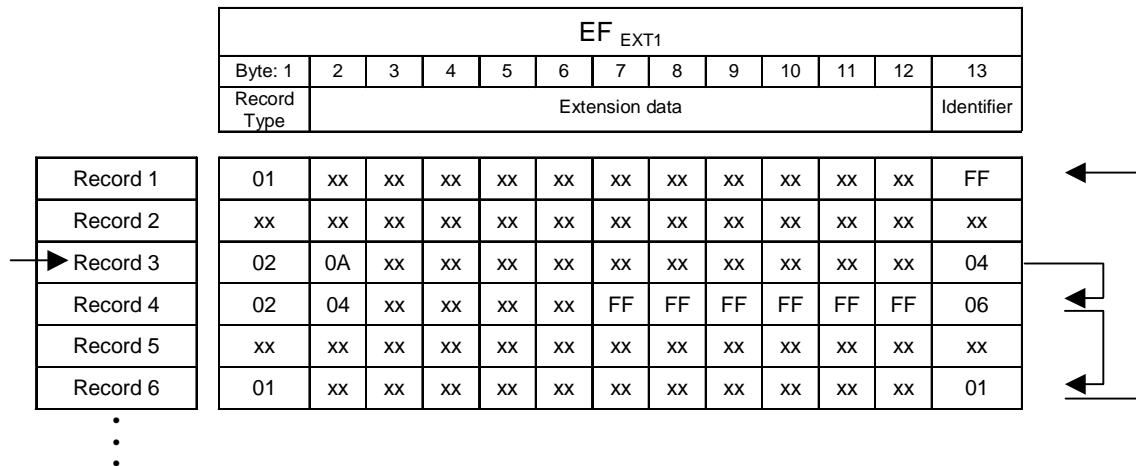 EF EXT1
Byte: 1 2 3 4 5 6 7 8 9 10 11 12 13
Record Type Extension data Identifier
Record 1 01 xx xx xx xx xx xx xx xx xx xx xx FF
Record 2 xx xx xx xx xx xx xx xx xx xx xx xx xx
Record 3 02 0A xx xx xx xx xx xx xx xx xx xx 04
Record 4 02 04 xx xx xx xx FF FF FF FF FF FF 06
Record 5 xx xx xx xx xx xx xx xx xx xx xx xx xx
Record 6 01 xx xx xx xx xx xx xx xx xx xx xx 01